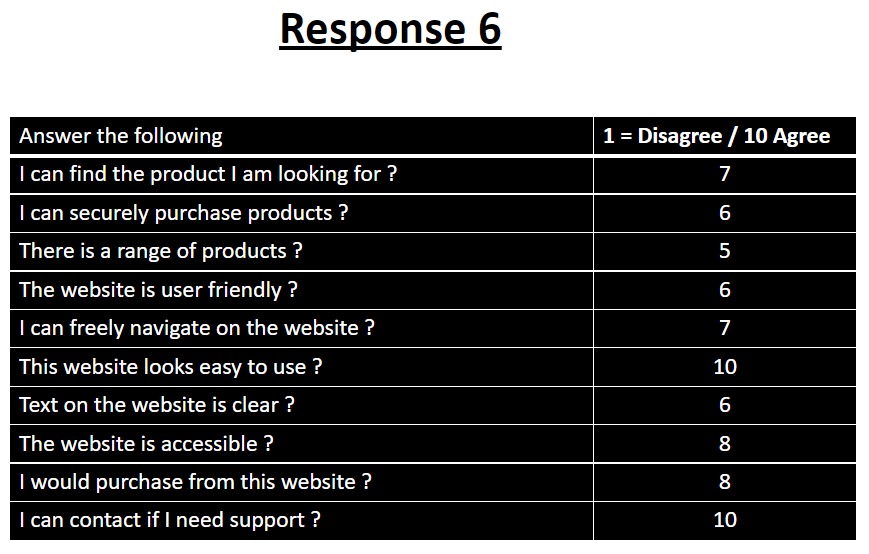 Response 6
Answer the following 1 = Disagree / 10 Agree
I can find the product I am looking for ? 7
I can securely purchase products ? 6
There is a range of products ? 5
The website is user friendly ? 6
I can freely navigate on the website ? 7
This website looks easy to use ? 10
Text on the website is clear ? 6
The website is accessible ? 8
I would purchase from this website ? 8
I can contact if I need support ? 10